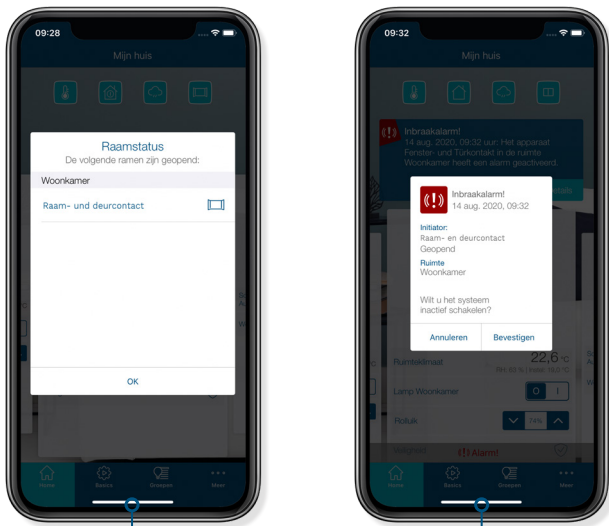 09:28
Mijn huis
Raamstatus
De volgende ramen zijn geopend:
Woonkamer
Raam- und deurcontact
OK
Home
Basics
Groepen
Meer
09:32
Mijn huis
Inbraakalarm!
14 aug. 2020, 09:32 uur: Het apparaat
Fenster- und Türkontakt in de ruimte
Woonkamer heeft een alarm geactiveerd.
Inbraakalarm!
14 aug. 2020, 09:32
Initiator:
Raam- en deurcontact
Geopend
Ruimte
Woonkamer
Wilt u het systeem
inactief schakelen?
Annuleren
Bevestigen
Ruimteklimaat
22,6 °C
Lamp Woonkamer
O I
Rolluik
74%
(!) Alarm!
Home
Basics
Groepen
Meer